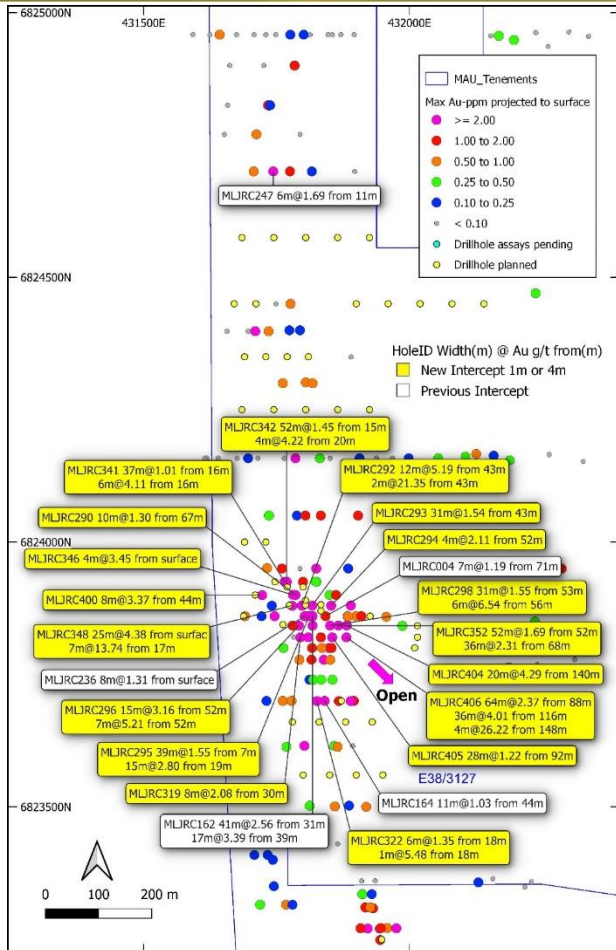 6825000N
431500E
432000E
MAU_Tenements
Max Au-ppm projected to surface
>= 2.00
1.00 to 2.00
0.50 to 1.00
0.25 to 0.50
0.10 to 0.25
< 0.10
Drillhole assays pending
Drillhole planned
MLJRC247 6m@1.69 from 11m
6824500N
HoleID Width(m) @ Au g/t from(m)
New Intercept 1m or 4m
Previous Intercept
MLJRC342 52m@1.45 from 15m
4m@4.22 from 20m
MLJRC341 37m@1.01 from 16m
6m@4.11 from 16m
MLJRC292 12m@5.19 from 43m
2m@21.35 from 43m
MLJRC290 10m@1.30 from 67m
MLJRC293 31m@1.54 from 43m
6824000N
MLJRC294 4m@2.11 from 52m
MLJRC346 4m@3.45 from surface
MLJRC004 7m@1.19 from 71m
MLJRC400 8m@3.37 from 44m
MLJRC298 31m@1.55 from 53m
6m@6.54 from 56m
MLJRC348 25m@4.38 from surfac
7m@13.74 from 17m
MLJRC352 52m@1.69 from 52m
36m@2.31 from 68m
MLJRC236 8m@1.31 from surface
MLJRC404 20m@4.29 from 140m
Open
MLJRC296 15m@3.16 from 52m
7m@5.21 from 52m
MLJRC406 64m@2.37 from 88m
36m@4.01 from 116m
4m@26.22 from 148m
MLJRC295 39m@1.55 from 7m
15m@2.80 from 19m
MLJRC405 28m@1.22 from 92m
E38/3127
MLJRC319 8m@2.08 from 30m
MLJRC164 11m@1.03 from 44m
6823500N
MLJRC162 41m@2.56 from 31m
17m@3.39 from 39m
MLJRC322 6m@1.35 from 18m
1m@5.48 from 18m
0 100 200 m